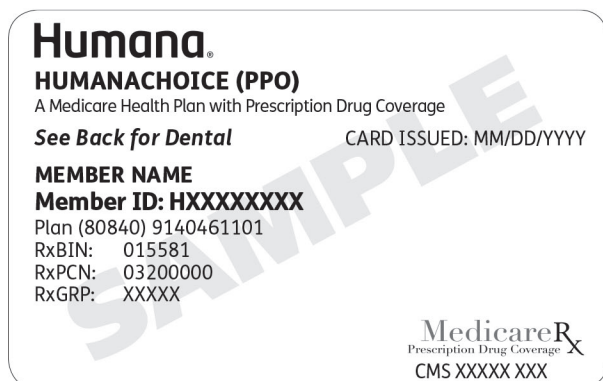 Humana®
HUMANACHOICE (PPO)
A Medicare Health Plan with Prescription Drug Coverage
See Back for Dental CARD ISSUED: MM/DD/YYYY
MEMBER NAME
Member ID: HXXXXXXXX
Plan (80840) 9140461101
RxBIN: 015581
RxPCN: 03200000
RxGRP: XXXXX
SAMPLE
MedicareRx
Prescription Drug Coverage
CMS XXXXX XXX